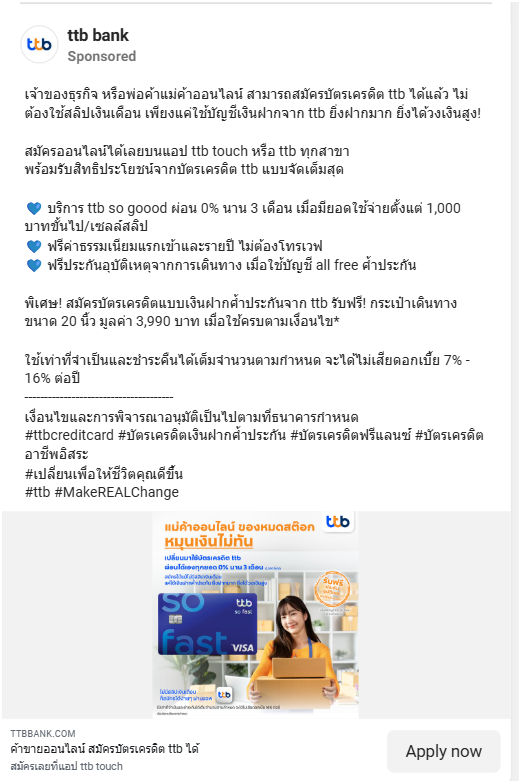 ttb
ttb bank
Sponsored
เจ้าของธุรกิจ หรือพ่อค้าแม่ค้าออนไลน์ สามารถสมัครบัตรเครดิต ttb ได้แล้ว ไม่
ต้องใช้สลิปเงินเดือน เพียงแค่ใช้บัญชีเงินฝากจาก ttb ยิ่งฝากมาก ยิ่งได้วงเงินสูง!
สมัครออนไลน์ได้เลยบนแอป ttb touch หรือ ttb ทุกสาขา
พร้อมรับสิทธิประโยชน์จากบัตรเครดิต ttb แบบจัดเต็มสุด
💙 บริการ ttb so goood ผ่อน 0% นาน 3 เดือน เมื่อมียอดใช้จ่ายตั้งแต่ 1,000
บาทขึ้นไป/เซลล์สลิป
💙 ฟรีค่าธรรมเนียมแรกเข้าและรายปี ไม่ต้องโทรเวฟ
💙 ฟรีประกันอุบัติเหตุจากการเดินทาง เมื่อใช้บัญชี all free ค้ำประกัน
พิเศษ! สมัครบัตรเครดิตแบบเงินฝากค้ำประกันจาก ttb รับฟรี! กระเป๋าเดินทาง
ขนาด 20 นิ้ว มูลค่า 3,990 บาท เมื่อใช้ครบตามเงื่อนไข*
ใช้เท่าที่จำเป็นและชำระคืนได้เต็มจำนวนตามกำหนด จะได้ไม่เสียดอกเบี้ย 7% -
16% ต่อปี
-------------------------------------
เงื่อนไขและการพิจารณาอนุมัติเป็นไปตามที่ธนาคารกำหนด
#ttbcreditcard #บัตรเครดิตเงินฝากค้ำประกัน #บัตรเครดิตฟรีแลนซ์ #บัตรเครดิต
อาชีพอิสระ
#เปลี่ยนเพื่อให้ชีวิตคุณดีขึ้น
#ttb #MakeREALChange
ttb
แม่ค้าออนไลน์ ของหมดสต๊อก
หมุนเงินไม่ทัน
เปลี่ยนมาใช้บัตรเครดิต ttb
ผ่อนได้เองทุกยอด 0% นาน 3 เดือน
so
fast
ttb
so fast
VISA
ttb
TTBBANK.COM
ค้าขายออนไลน์ สมัครบัตรเครดิต ttb ได้
สมัครเลยที่แอป ttb touch
Apply now